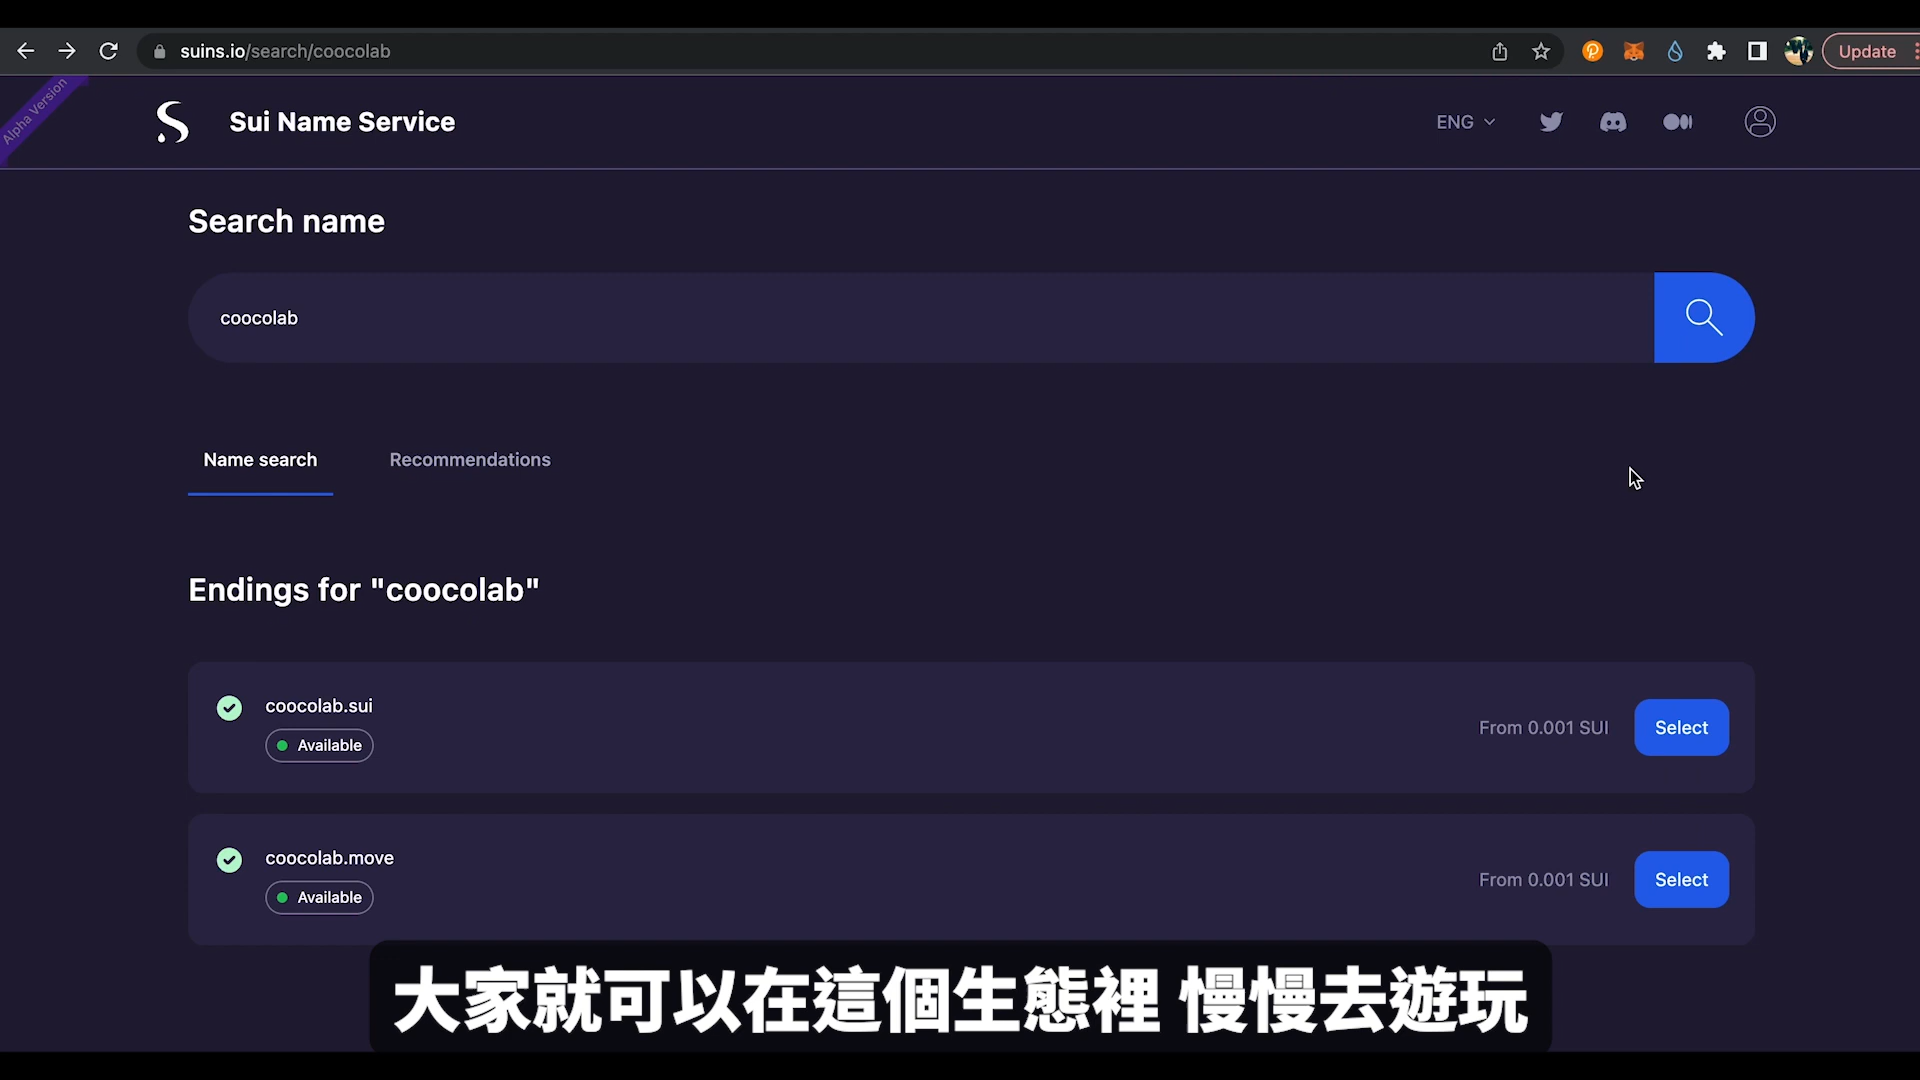 suins.io/search/coocolab
Update
Alpha Version
Sui Name Service
ENG
Search name
coocolab
Name search
Recommendations
Endings for "coocolab"
coocolab.sui
Available
From 0.001 SUI
Select
coocolab.move
Available
From 0.001 SUI
Select
大家就可以在這個生態裡 慢慢去遊玩